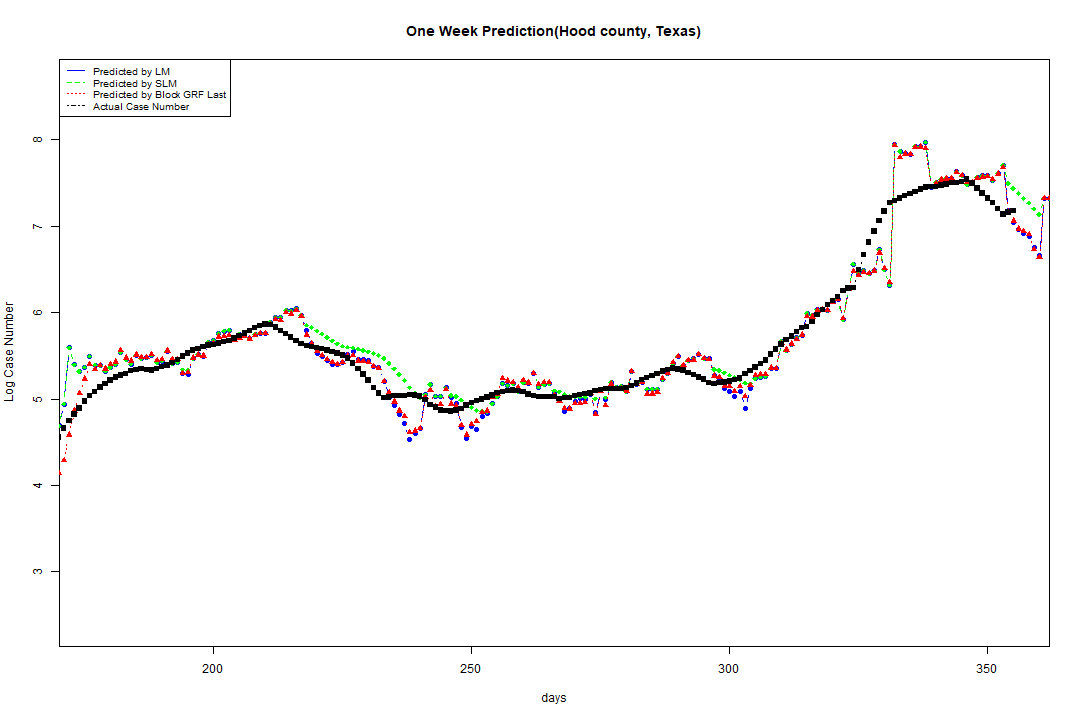 One Week Prediction(Hood county, Texas)
Predicted by LM
Predicted by SLM
Predicted by Block GRF Last
Actual Case Number
8
7
6
5
4
3
Log Case Number
200 250 300 350
days